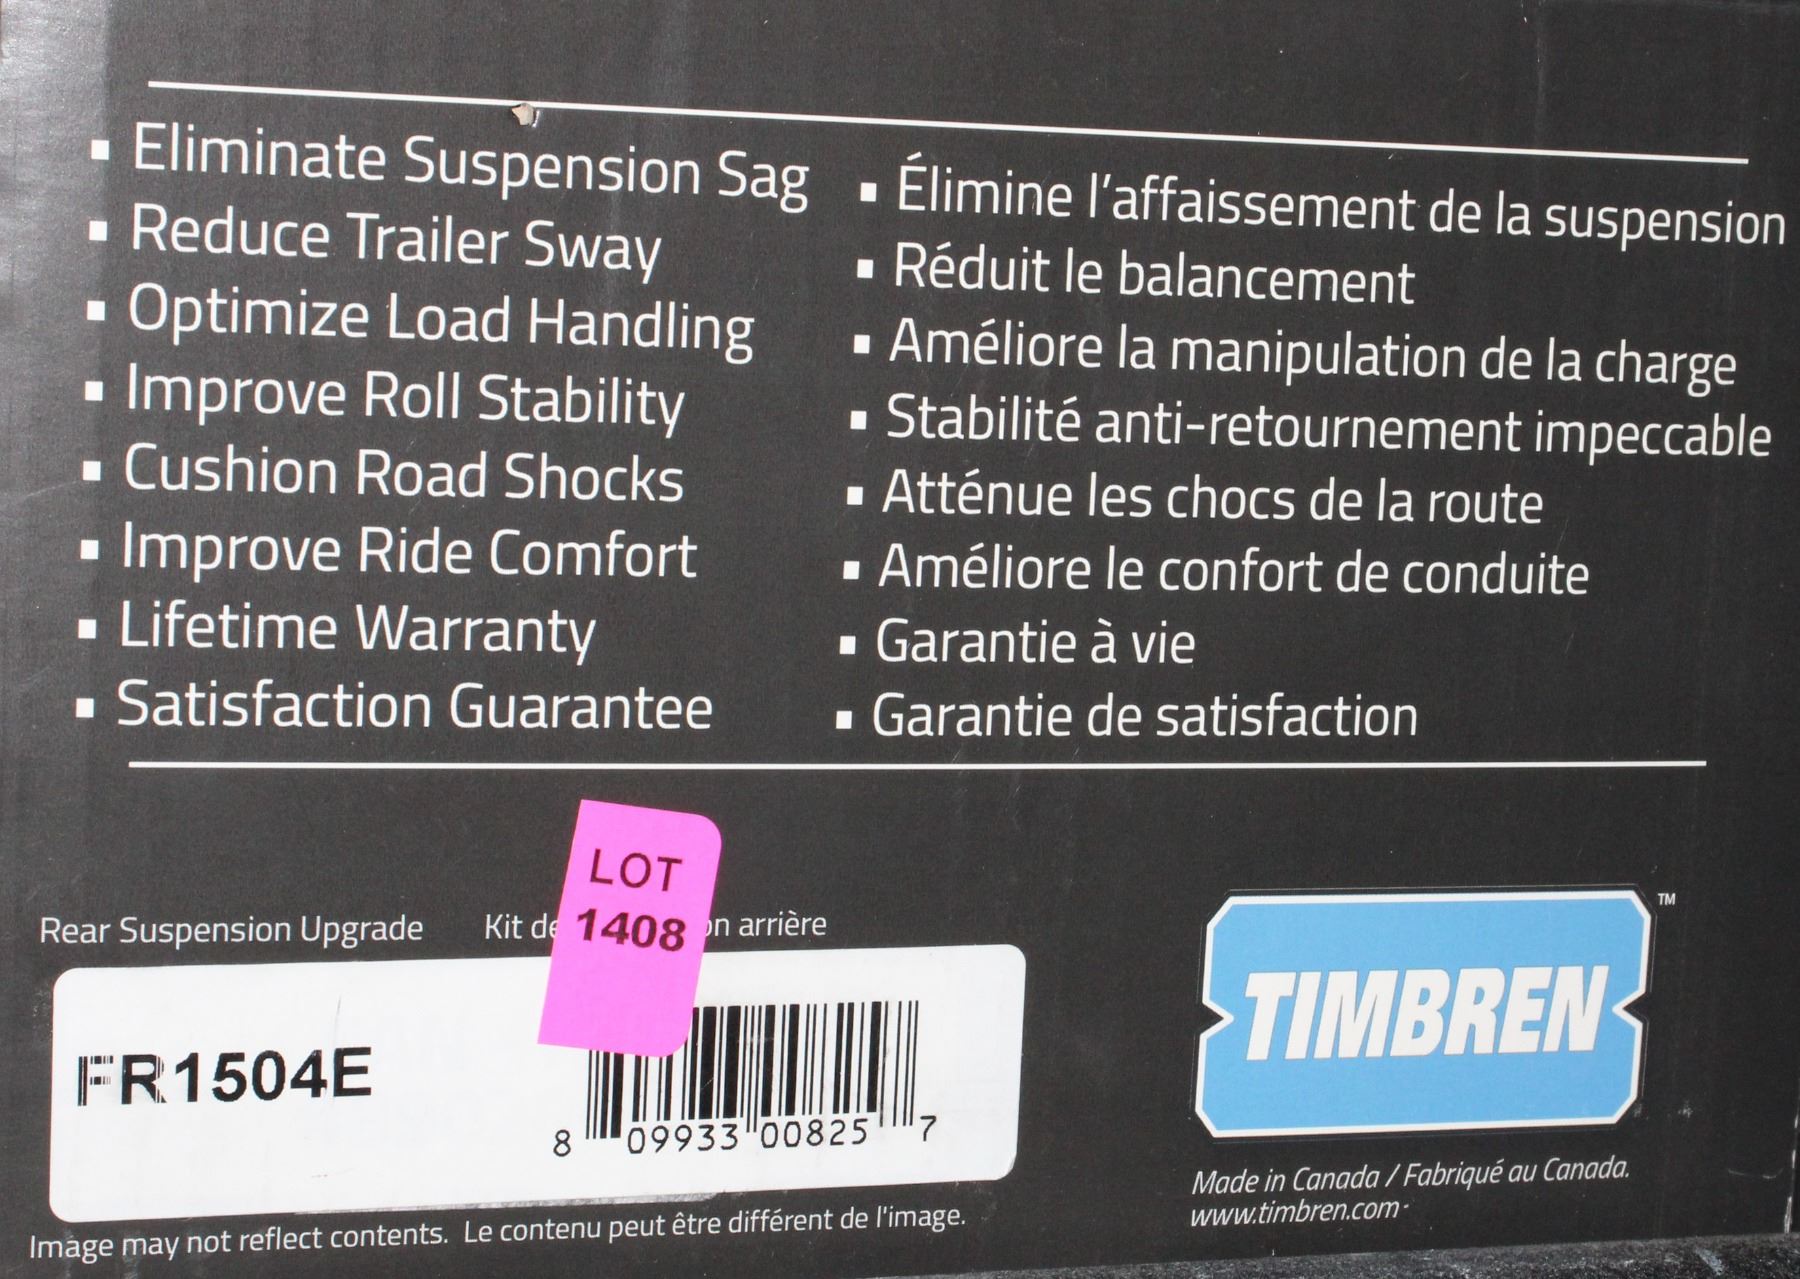 ▪ Eliminate Suspension Sag
▪ Reduce Trailer Sway
▪ Optimize Load Handling
▪ Improve Roll Stability
▪ Cushion Road Shocks
▪ Improve Ride Comfort
▪ Lifetime Warranty
▪ Satisfaction Guarantee
▪ Élimine l'affaissement de la suspension
▪ Réduit le balancement
▪ Améliore la manipulation de la charge
▪ Stabilité anti-retournement impeccable
▪ Atténue les chocs de la route
▪ Améliore le confort de conduite
▪ Garantie à vie
▪ Garantie de satisfaction
Rear Suspension Upgrade
Kit de arrière
LOT
1408
FR1504E
8 09933 00825 7
Image may not reflect contents. Le contenu peut être différent de l'image.
TIMBREN™
Made in Canada / Fabriqué au Canada.
www.timbren.com